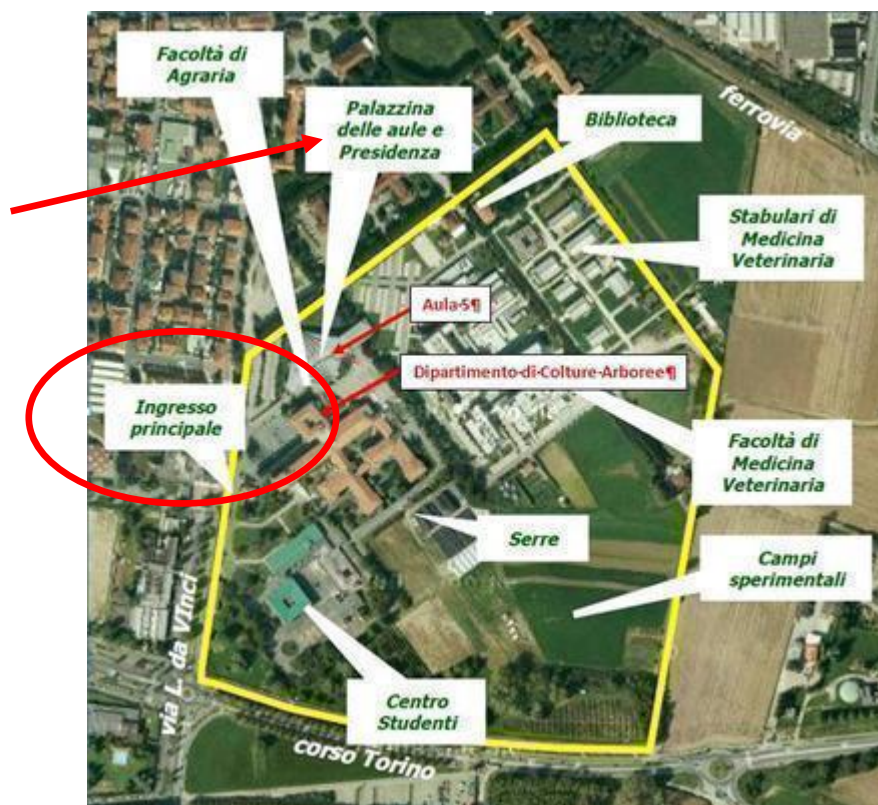 Facoltà di
Agraria
Palazzina
delle aule e
Presidenza
Biblioteca
ferrovia
Stabulari di
Medicina
Veterinaria
Aula-5¶
Dipartimento-di-Colture-Arboree¶
Ingresso
principale
Facoltà di
Medicina
Veterinaria
Serre
Campi
sperimentali
via L. da VInci
Centro
Studenti
corso Torino